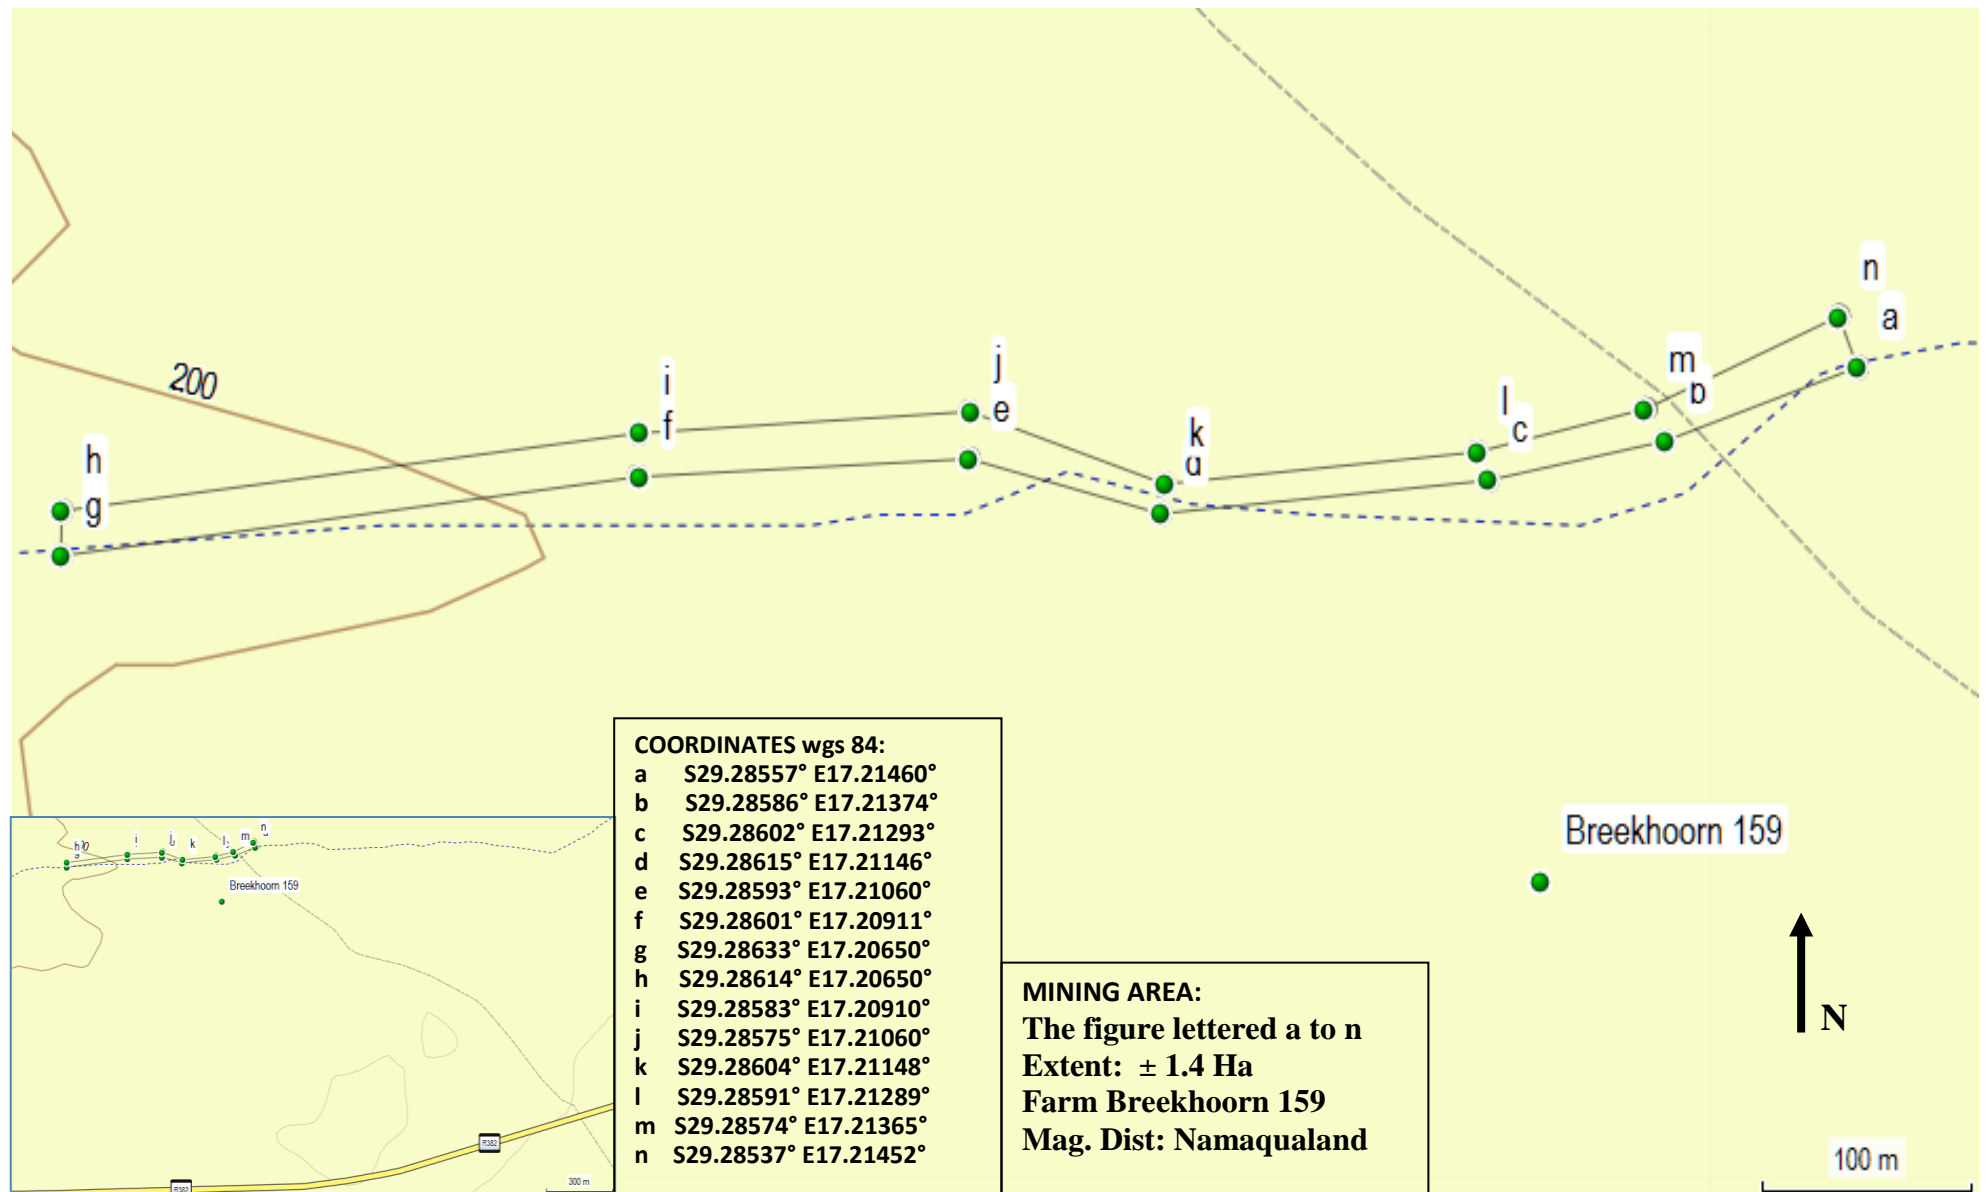 n
a
m
b
l
c
j
e
i
f
k
d
h
g
200
Breekhoorn 159
COORDINATES wgs 84:
a S29.28557° E17.21460°
b S29.28586° E17.21374°
c S29.28602° E17.21293°
d S29.28615° E17.21146°
e S29.28593° E17.21060°
f S29.28601° E17.20911°
g S29.28633° E17.20650°
h S29.28614° E17.20650°
i S29.28583° E17.20910°
j S29.28575° E17.21060°
k S29.28604° E17.21148°
l S29.28591° E17.21289°
m S29.28574° E17.21365°
n S29.28537° E17.21452°
MINING AREA:
The figure lettered a to n
Extent: ± 1.4 Ha
Farm Breekhoorn 159
Mag. Dist: Namaqualand
N
100 m
h
i
j
k
l
m
n
Breekhoorn 159
R382
R382
300 m